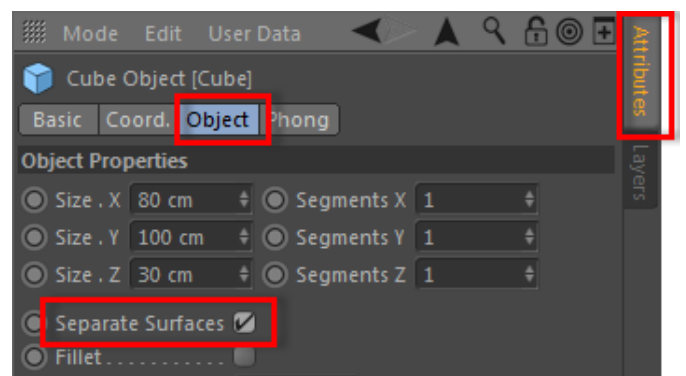 Mode Edit User Data
Attributes
Cube Object [Cube]
Basic Coord. Object Phong
Layers
Object Properties
Size . X 80 cm Segments X 1
Size . Y 100 cm Segments Y 1
Size . Z 30 cm Segments Z 1
Separate Surfaces
Fillet . . . . . . . . . . .